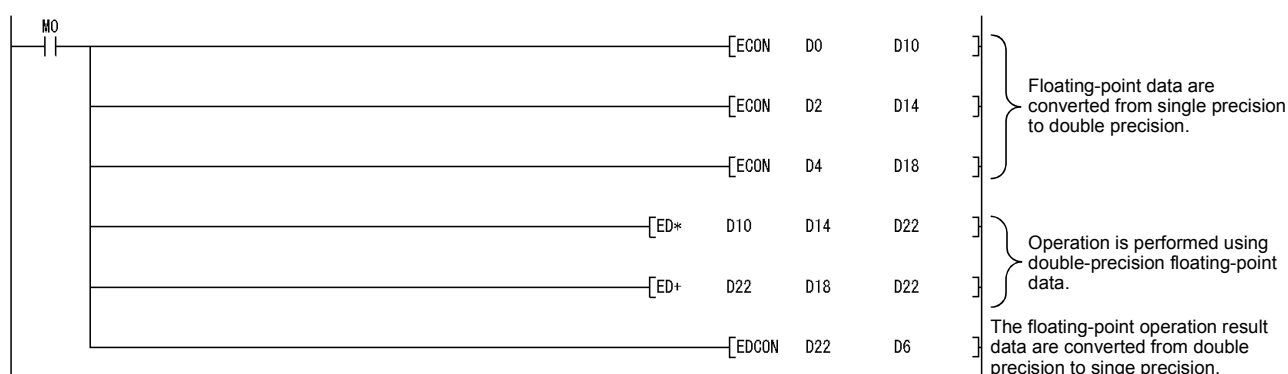 M0
[ECON D0 D10 ]
Floating-point data are
converted from single precision
to double precision.
[ECON D2 D14 ]
[ECON D4 D18 ]
[ED* D10 D14 D22 ]
Operation is performed using
double-precision floating-point
data.
[ED+ D22 D18 D22 ]
[EDCON D22 D6 ]
The floating-point operation result
data are converted from double
precision to singe precision.